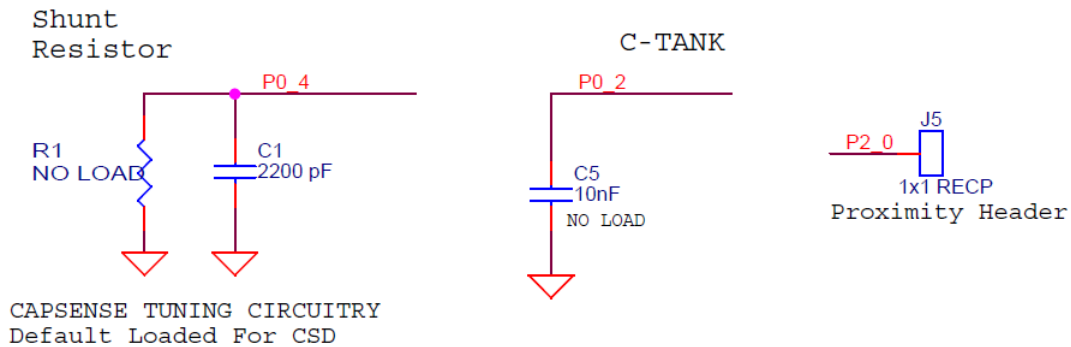 Shunt
Resistor
P0_4
R1
NO LOAD
C1
2200 pF
CAPSENSE TUNING CIRCUITRY
Default Loaded For CSD
C-TANK
P0_2
C5
10nF
NO LOAD
J5
P2_0
1x1 RECP
Proximity Header